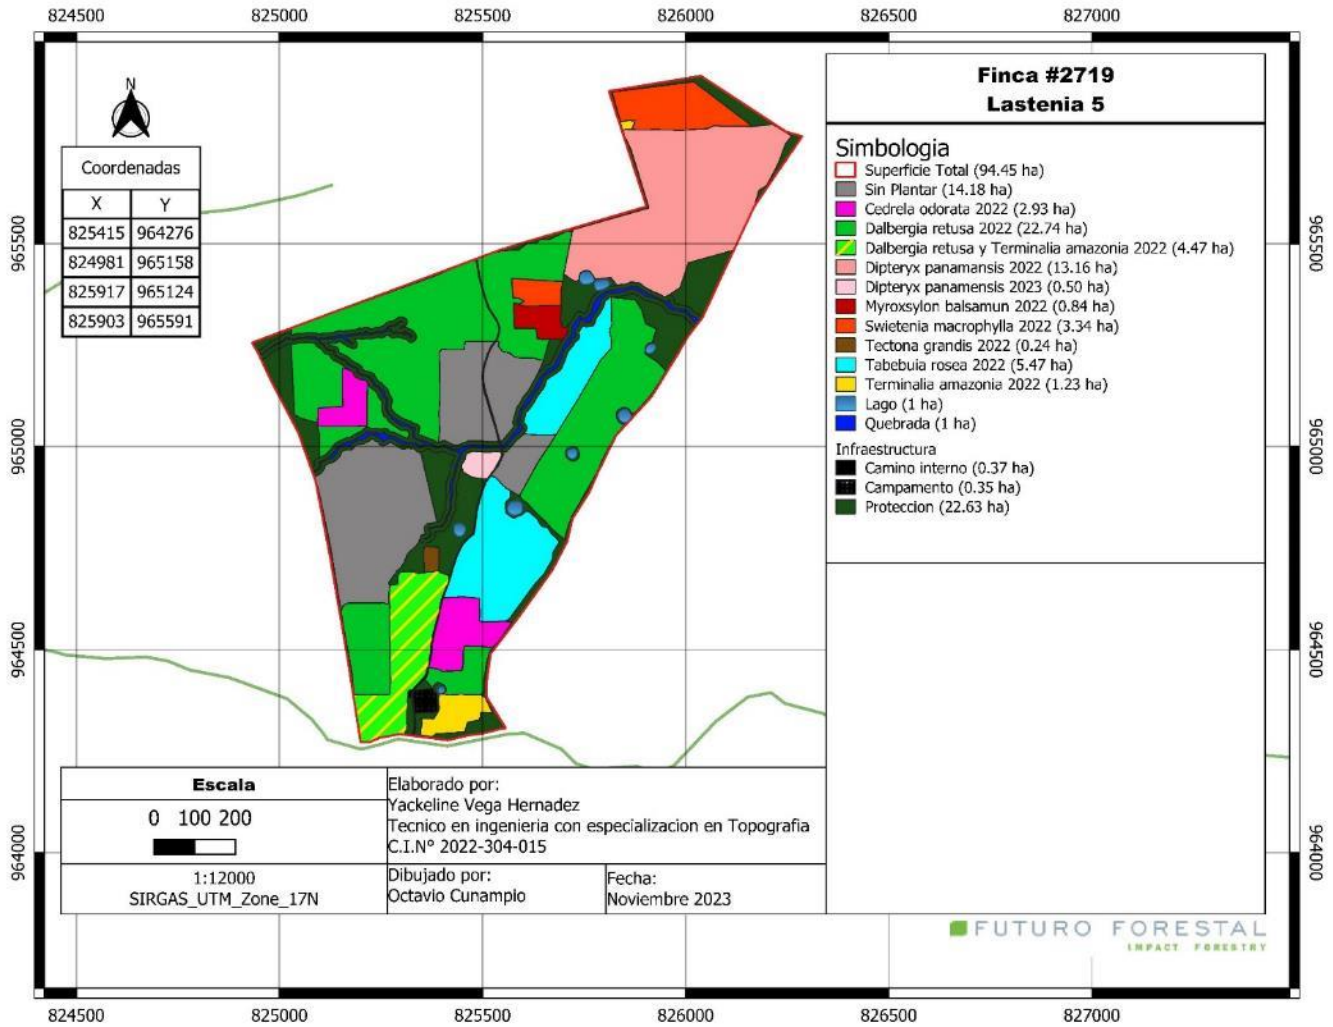 824500 825000 825500 826000 826500 827000
N
Finca #2719
Lastenia 5
Coordenadas
X Y
825415 964276
824981 965158
825917 965124
825903 965591
Simbologia
Superficie Total (94.45 ha)
Sin Plantar (14.18 ha)
Cedrela odorata 2022 (2.93 ha)
Dalbergia retusa 2022 (22.74 ha)
Dalbergia retusa y Terminalia amazonia 2022 (4.47 ha)
Dipteryx panamansis 2022 (13.16 ha)
Dipteryx panamensis 2023 (0.50 ha)
Myroxsylon balsamun 2022 (0.84 ha)
Swietenia macrophylla 2022 (3.34 ha)
Tectona grandis 2022 (0.24 ha)
Tabebuia rosea 2022 (5.47 ha)
Terminalia amazonia 2022 (1.23 ha)
Lago (1 ha)
Quebrada (1 ha)
Infraestructura
Camino interno (0.37 ha)
Campamento (0.35 ha)
Proteccion (22.63 ha)
965500 965500
965000 965000
964500 964500
964000 964000
Escala
0 100 200
1:12000
SIRGAS_UTM_Zone_17N
Elaborado por:
Yackeline Vega Hernadez
Tecnico en ingenieria con especializacion en Topografia
C.I.N° 2022-304-015
Dibujado por:
Octavio Cunampio
Fecha:
Noviembre 2023
FUTURO FORESTAL
IMPACT FORESTRY
824500 825000 825500 826000 826500 827000